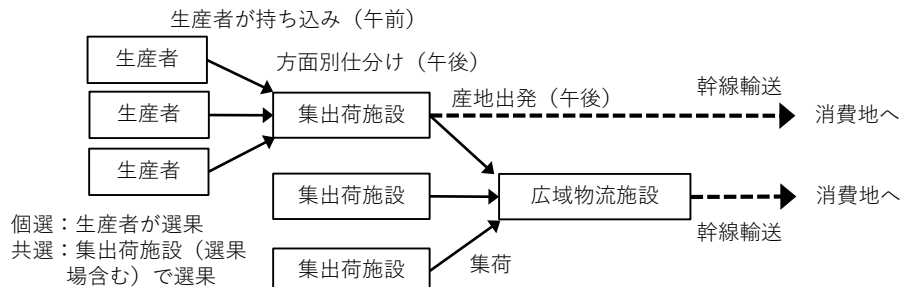 生産者が持ち込み（午前）
生産者
方面別仕分け（午後）
幹線輸送
生産者
集出荷施設
産地出発（午後）
消費地へ
生産者
集出荷施設
広域物流施設
消費地へ
個選：生産者が選果
共選：集出荷施設（選果
場含む）で選果
幹線輸送
集出荷施設
集荷